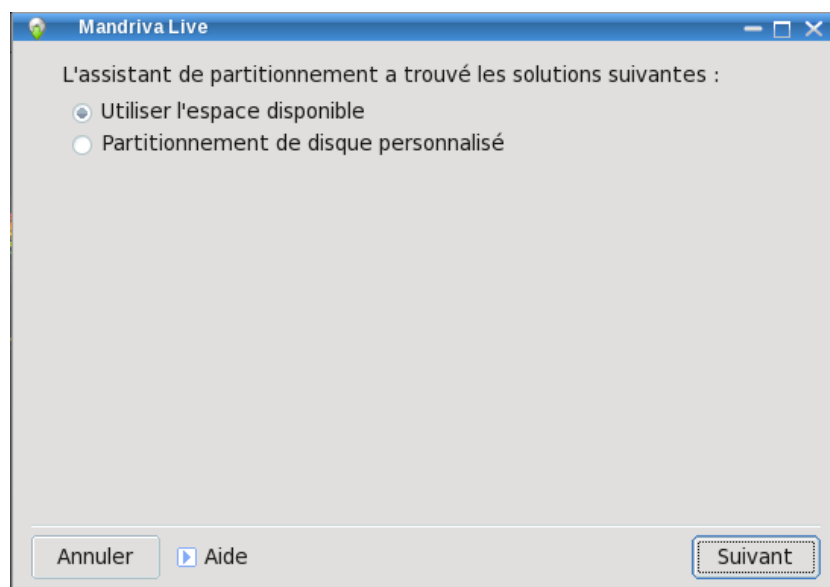 Mandriva Live
L'assistant de partitionnement a trouvé les solutions suivantes :
Utiliser l'espace disponible
Partitionnement de disque personnalisé
Annuler
Aide
Suivant